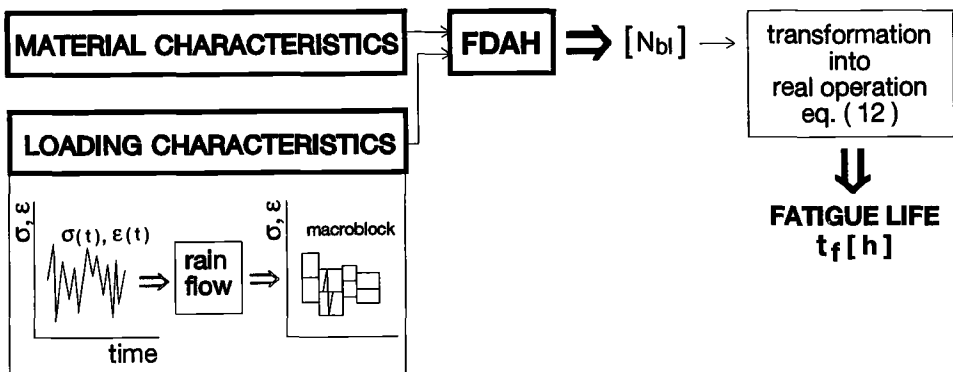 MATERIAL CHARACTERISTICS
FDAH
[Nbl]
transformation
into
real operation
eq. ( 12 )
LOADING CHARACTERISTICS
FATIGUE LIFE
tf [h]
σ, ε
σ(t), ε(t)
time
rain
flow
σ, ε
macroblock